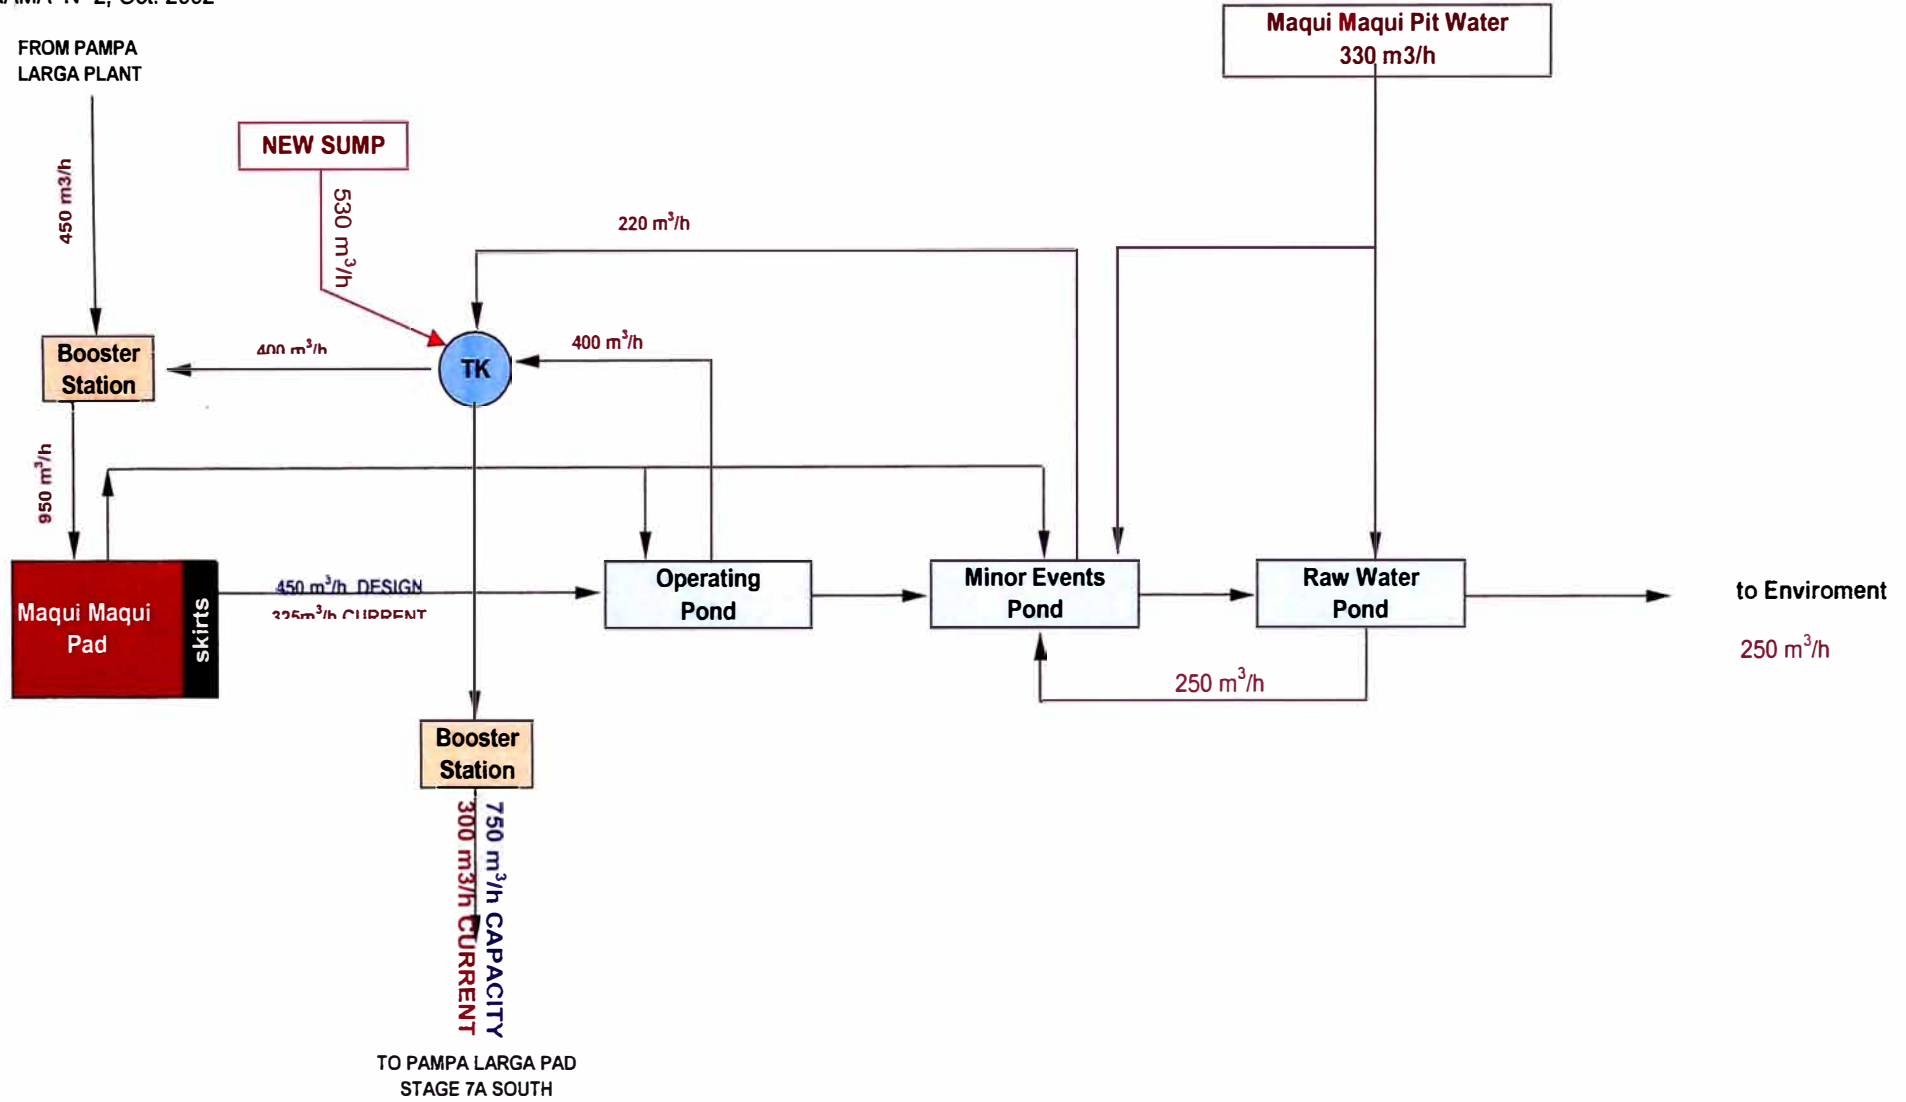 N° 2, Oct. 2002
Maqui Maqui Pit Water
330 m3/h
FROM PAMPA
LARGA PLANT
NEW SUMP
450 m3/h
530 m³/h
220 m³/h
400 m³/h
400 m³/h
Booster
Station
TK
950 m³/h
Maqui Maqui
Pad
skirts
450 m³/h DESIGN
325m³/h CURRENT
Operating
Pond
Minor Events
Pond
Raw Water
Pond
to Enviroment
250 m³/h
250 m³/h
Booster
Station
750 m³/h CAPACITY
300 m3/h CURRENT
TO PAMPA LARGA PAD
STAGE 7A SOUTH